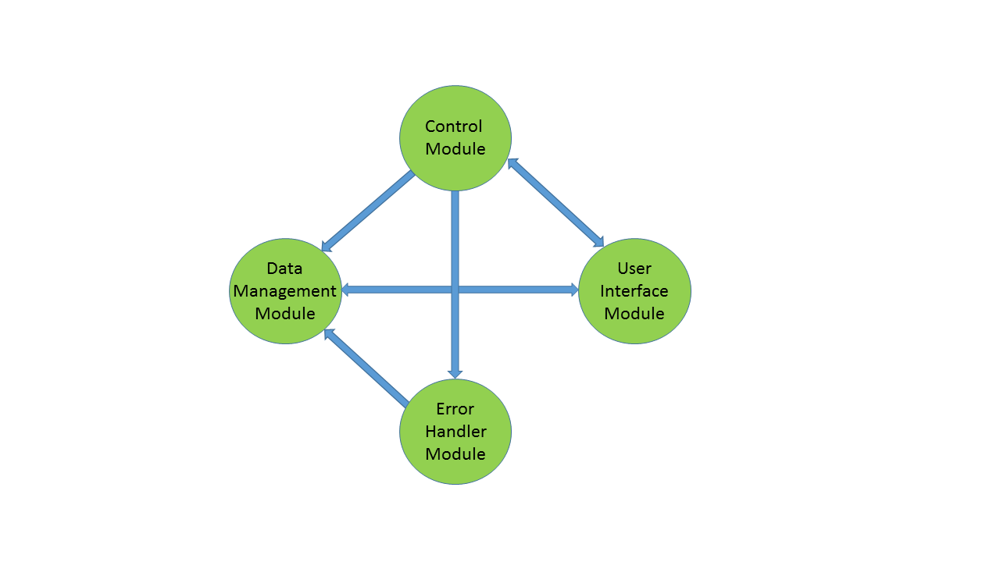 Control
Module
Data
Management
Module
User
Interface
Module
Error
Handler
Module